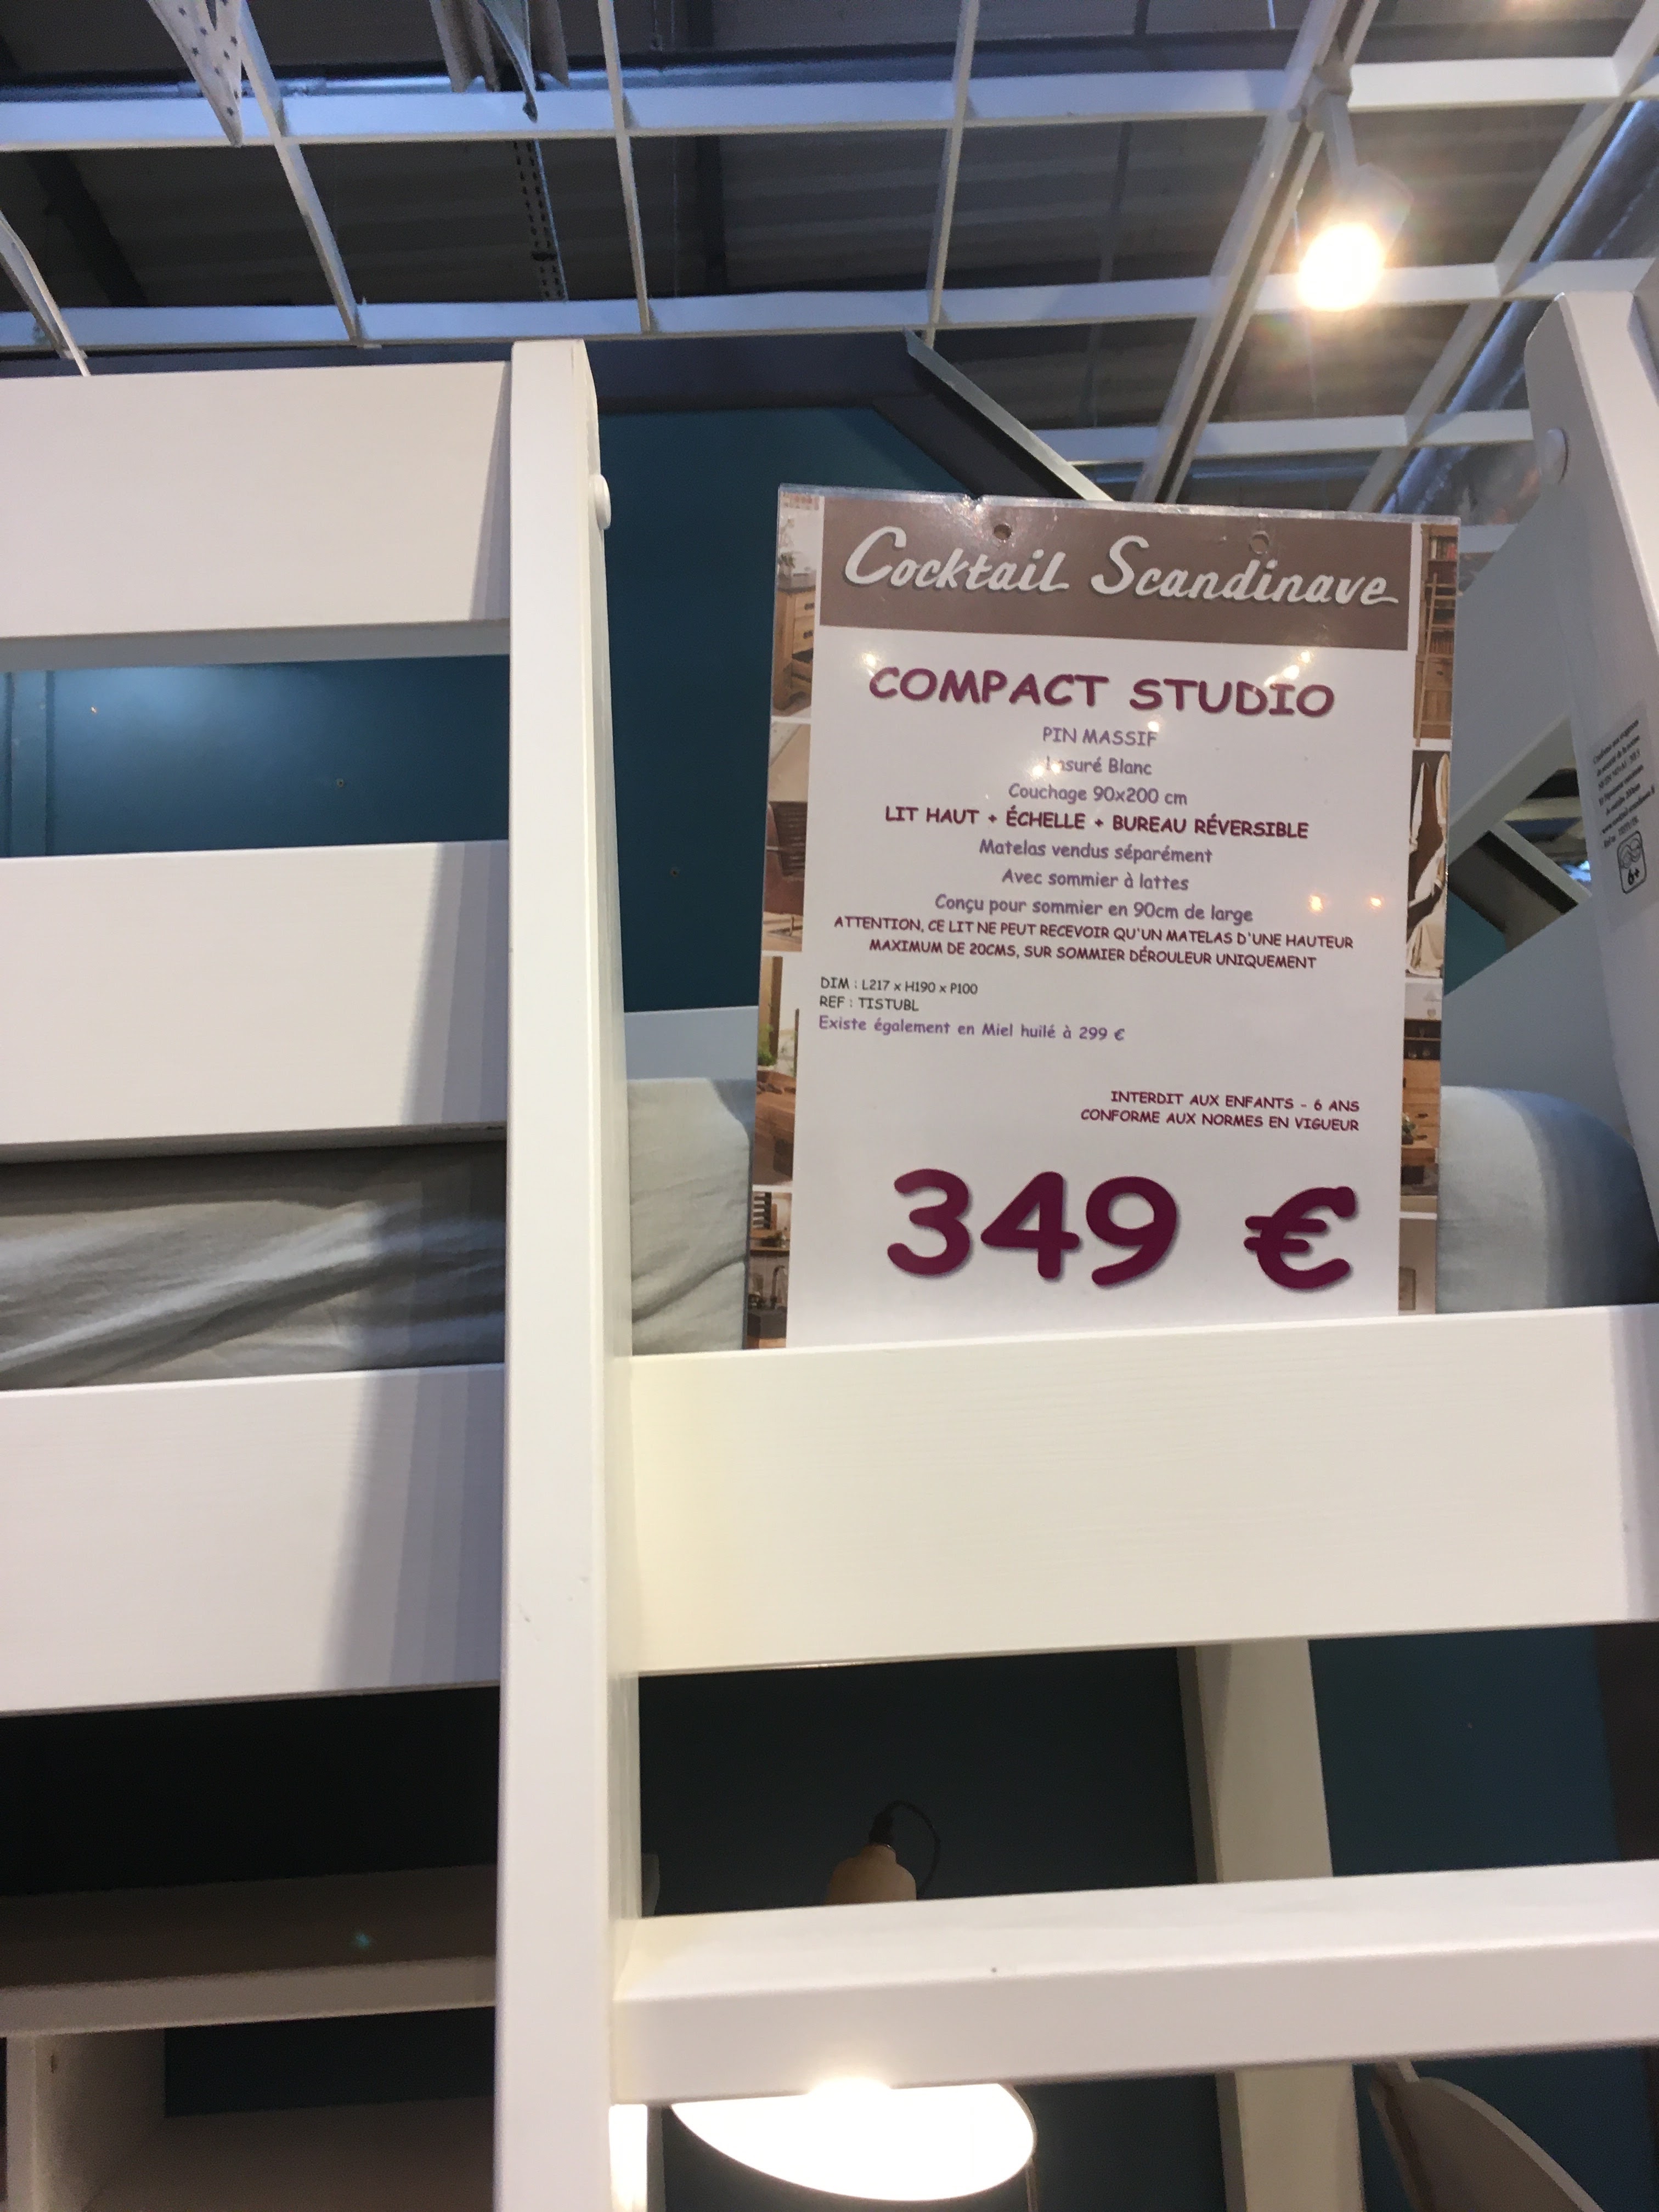 Cocktail Scandinave
COMPACT STUDIO
PIN MASSIF
Blanc
Couchage 90x200 cm
LIT HAUT + ÉCHELLE + BUREAU RÉVERSIBLE
Matelas vendus séparément
Avec sommier à lattes
Conçu pour sommier en 90cm de large
ATTENTION, CE LIT NE PEUT RECEVOIR QU'UN MATELAS D'UNE HAUTEUR
MAXIMUM DE 20CMS, SUR SOMMIER DÉROULEUR UNIQUEMENT
DIM : L217 x H190 x P100
REF : TISTUBL
Existe également en Miel huilé à 299 €
INTERDIT AUX ENFANTS - 6 ANS
CONFORME AUX NORMES EN VIGUEUR
349 €
6+